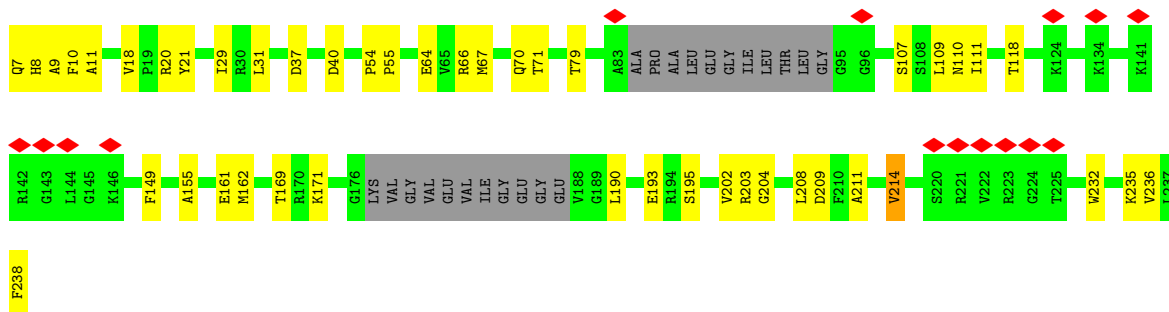 Q7 H8 A9 F10 A11 V18 P19 R20 Y21 I29 R30 L31 D37 D40 P54 P55 E64 V65 R66 M67 Q70 T71 T79 A83 ALA PRO ALA LEU GLU GLY ILE LEU THR LEU GLY G95 G96 S107 S108 L109 N110 I111 T118 K124 K134 K141
R142 G143 L144 G145 K146 F149 A155 E161 M162 T169 R170 K171 G176 LYS VAL GLY VAL GLU VAL ILE GLY GLU GLY GLU V188 G189 L190 E193 R194 S195 V202 R203 G204 L208 D209 F210 A211 V214 S220 R221 V222 R223 G224 T225 W232 K235 V236 L237
F238